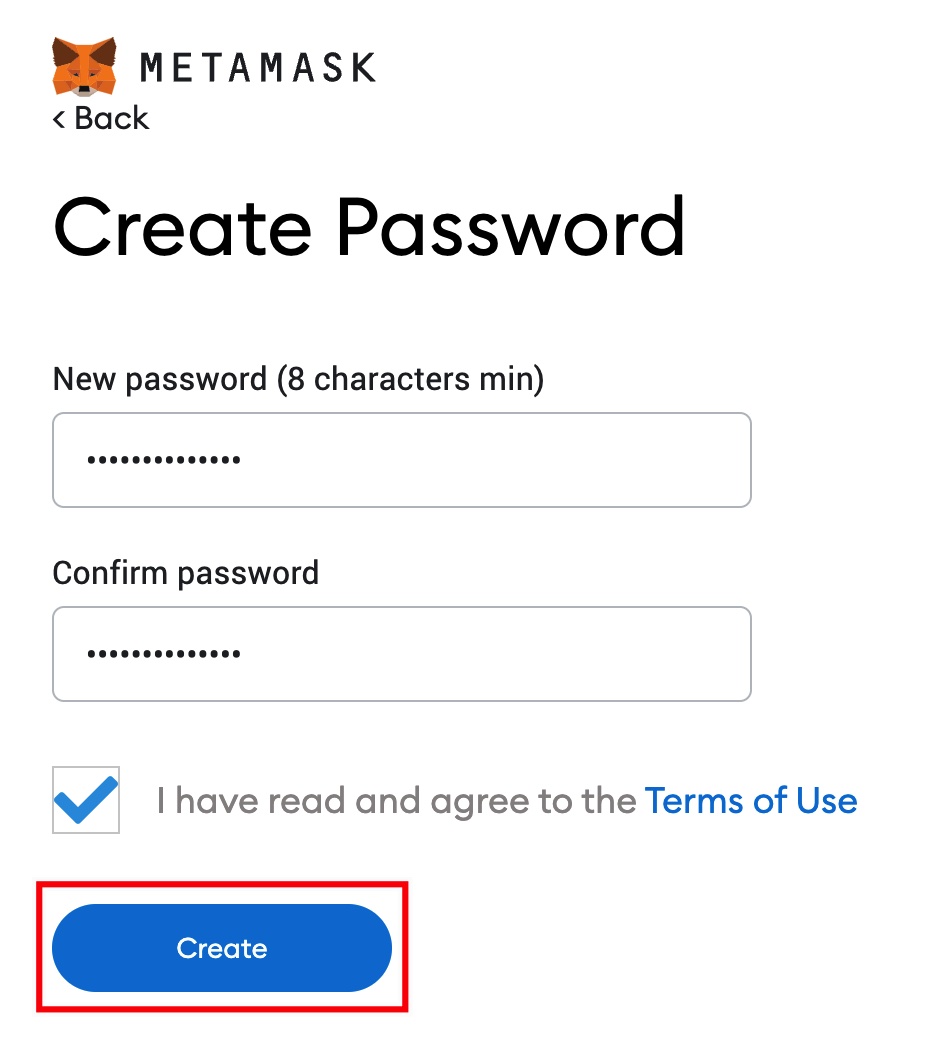 METAMASK
< Back
Create Password
New password (8 characters min)
••••••••••••••
Confirm password
••••••••••••••
I have read and agree to the Terms of Use
Create